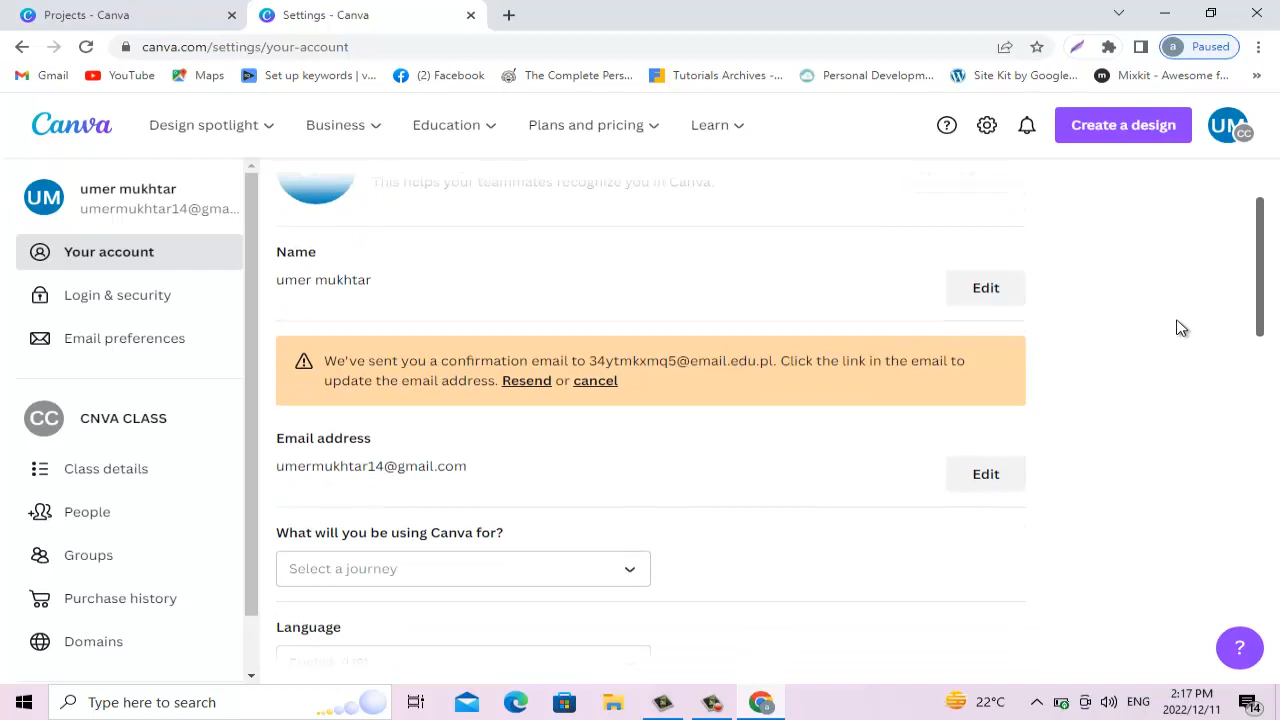 Projects - Canva
Settings - Canva
canva.com/settings/your-account
a Paused
Gmail YouTube Maps Set up keywords | v... (2) Facebook The Complete Pers... Tutorials Archives -... Personal Developm... Site Kit by Google... Mixkit - Awesome f... »
Canva Design spotlight Business Education Plans and pricing Learn Create a design UM CC
UM umer mukhtar
umermukhtar14@gma...
Your account
Login & security
Email preferences
CC CNVA CLASS
Class details
People
Groups
Purchase history
Domains
This helps your teammates recognize you in Canva.
Name
umer mukhtar
Edit
We've sent you a confirmation email to 34ytmkxmq5@email.edu.pl. Click the link in the email to
update the email address. Resend or cancel
Email address
umermukhtar14@gmail.com
Edit
What will you be using Canva for?
Select a journey
Language
English (US)
?
Type here to search
22°C ENG 2:17 PM
2022/12/11
14